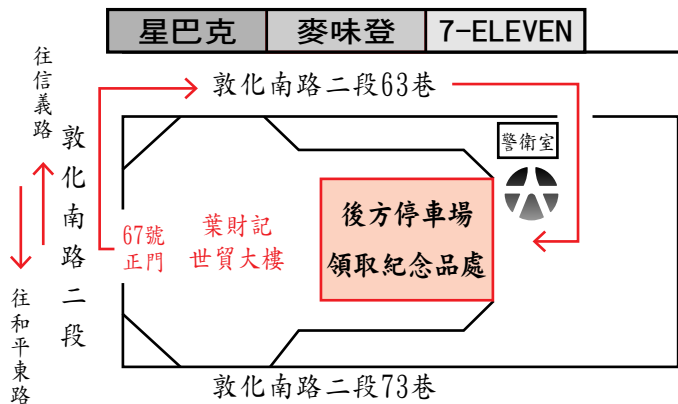 星巴克
麥味登
7-ELEVEN
往信義路
敦化南路二段63巷
敦化南路二段
警衛室
67號
正門
葉財記
世貿大樓
後方停車場
領取紀念品處
往和平東路
敦化南路二段73巷